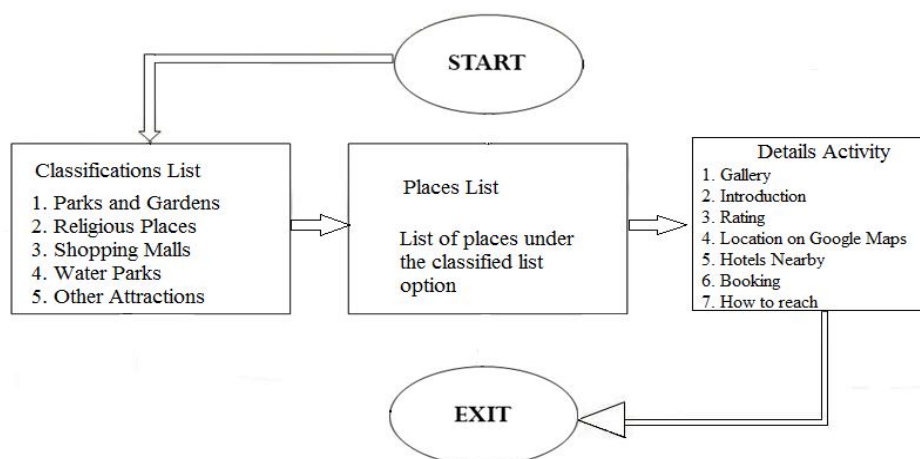 START
Classifications List
1. Parks and Gardens
2. Religious Places
3. Shopping Malls
4. Water Parks
5. Other Attractions
Places List
List of places under
the classified list
option
Details Activity
1. Gallery
2. Introduction
3. Rating
4. Location on Google Maps
5. Hotels Nearby
6. Booking
7. How to reach
EXIT